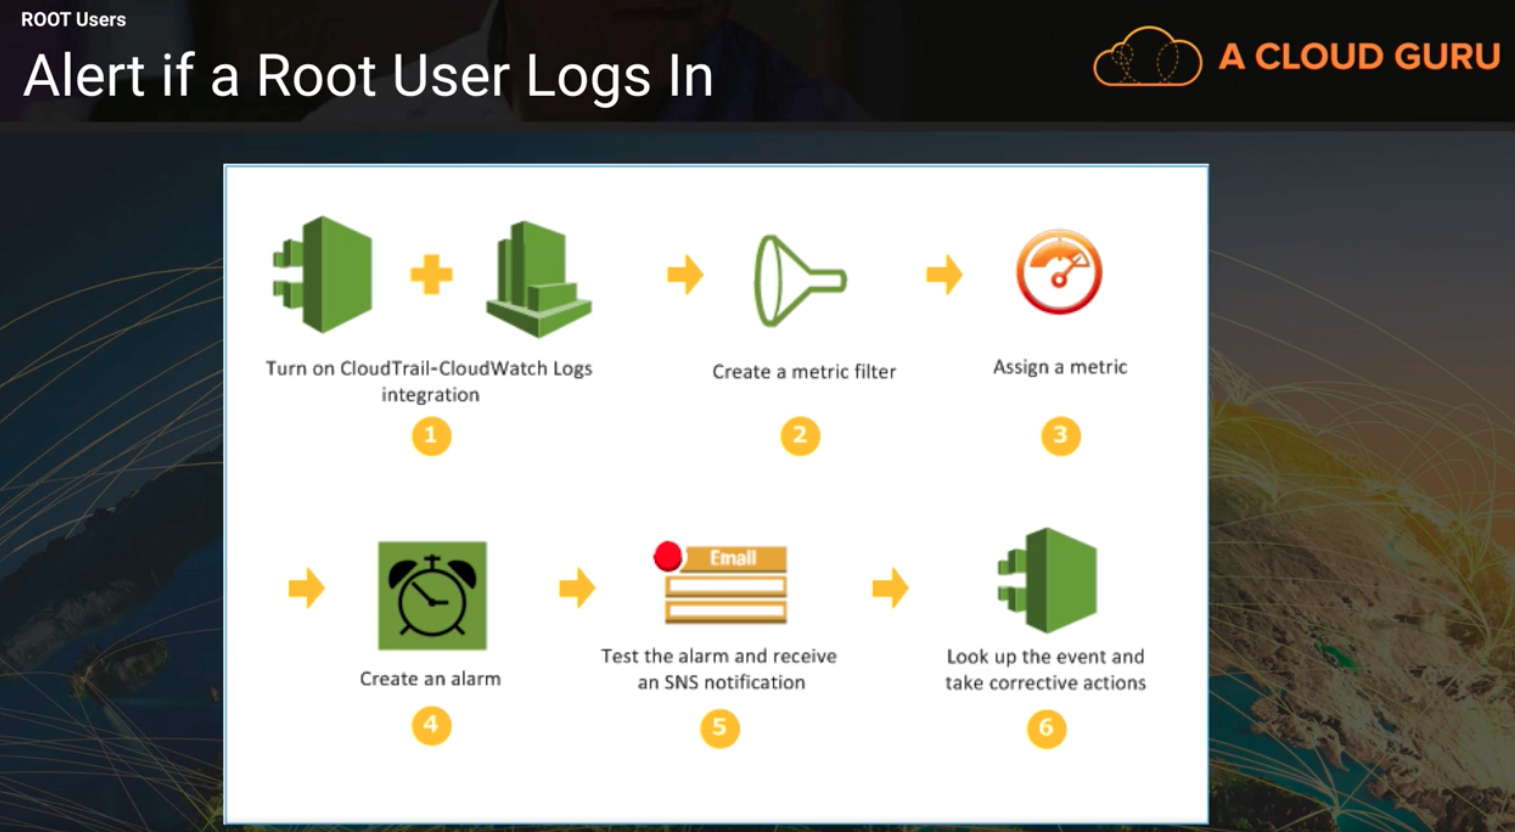 ROOT Users
Alert if a Root User Logs In
A CLOUD GURU
Turn on CloudTrail-CloudWatch Logs
integration
1
Create a metric filter
2
Assign a metric
3
Create an alarm
4
Email
Test the alarm and receive
an SNS notification
5
Look up the event and
take corrective actions
6